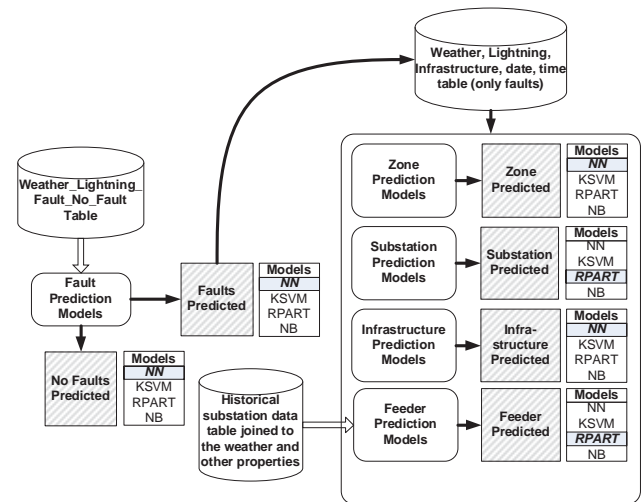 Weather, Lightning,
Infrastructure, date, time
table (only faults)
Weather_Lightning_
Fault_No_Fault
Table
Fault
Prediction
Models
Faults
Predicted
Models
NN
KSVM
RPART
NB
No Faults
Predicted
Models
NN
KSVM
RPART
NB
Zone
Prediction
Models
Zone
Predicted
Models
NN
KSVM
RPART
NB
Substation
Prediction
Models
Substation
Predicted
Models
NN
KSVM
RPART
NB
Infrastructure
Prediction
Models
Infra-
structure
Predicted
Models
NN
KSVM
RPART
NB
Historical
substation data
table joined to
the weather and
other properties
Feeder
Prediction
Models
Feeder
Predicted
Models
NN
KSVM
RPART
NB